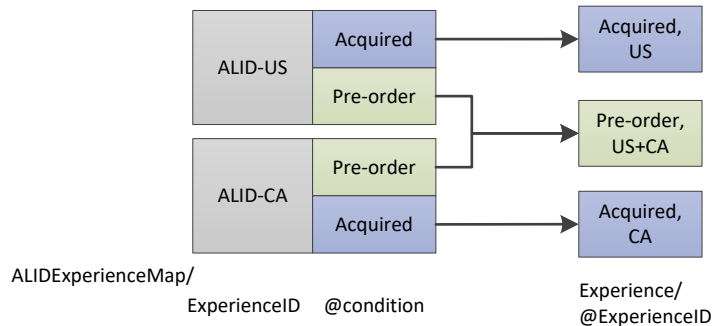 ALID-US
Acquired
Pre-order
ALID-CA
Pre-order
Acquired
Acquired,
US
Pre-order,
US+CA
Acquired,
CA
ALIDExperienceMap/
ExperienceID @condition
Experience/
@ExperienceID